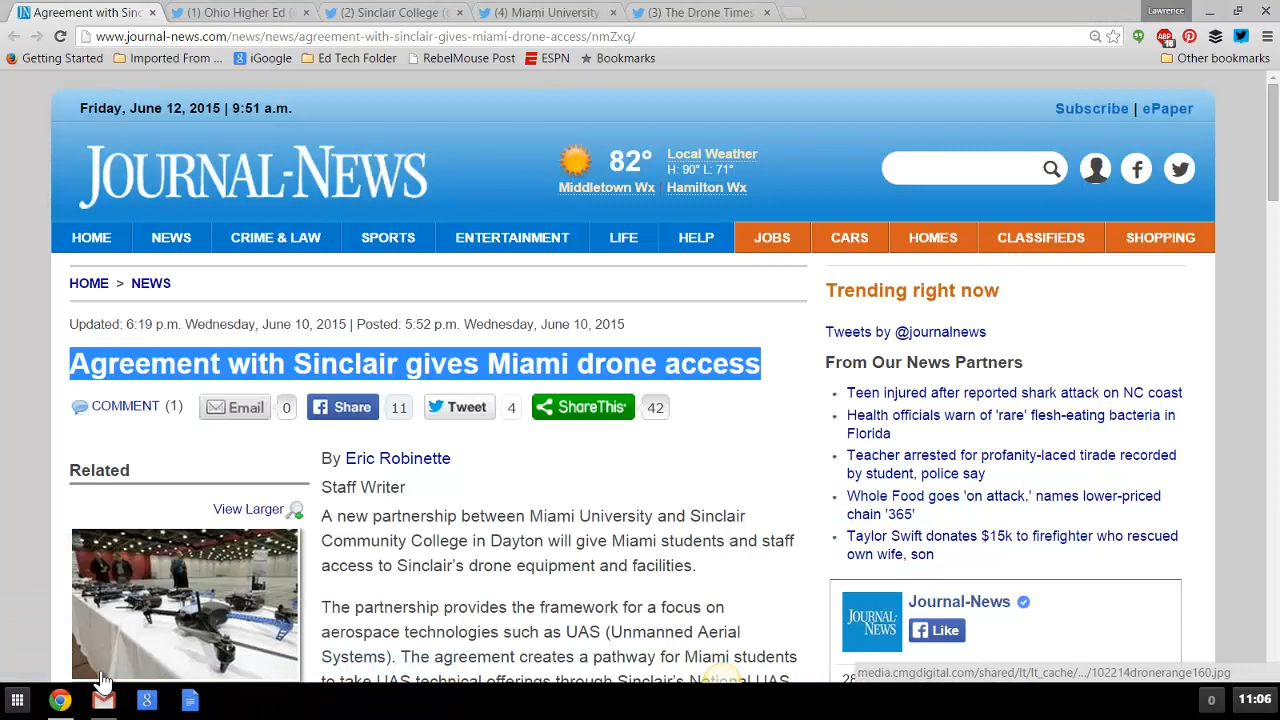 Agreement with Sinc
(1) Ohio Higher Ed (
(2) Sinclair College (
(4) Miami University
(3) The Drone Times
Lawrence
www.journal-news.com/news/news/agreement-with-sinclair-gives-miami-drone-access/nmZxq/
Getting Started
Imported From ...
iGoogle
Ed Tech Folder
RebelMouse Post
ESPN
Bookmarks
Other bookmarks
Friday, June 12, 2015 | 9:51 a.m.
Subscribe | ePaper
JOURNAL-NEWS
82°
Local Weather
H: 90° L: 71°
Middletown Wx | Hamilton Wx
HOME NEWS CRIME & LAW SPORTS ENTERTAINMENT LIFE HELP JOBS CARS HOMES CLASSIFIEDS SHOPPING
HOME > NEWS
Updated: 6:19 p.m. Wednesday, June 10, 2015 | Posted: 5:52 p.m. Wednesday, June 10, 2015
Agreement with Sinclair gives Miami drone access
COMMENT (1)
Email 0
Share 11
Tweet 4
ShareThis 42
Related
View Larger
By Eric Robinette
Staff Writer
A new partnership between Miami University and Sinclair
Community College in Dayton will give Miami students and staff
access to Sinclair's drone equipment and facilities.
The partnership provides the framework for a focus on
aerospace technologies such as UAS (Unmanned Aerial
Systems). The agreement creates a pathway for Miami students
to take UAS technical offerings through Sinclair's National UAS
Trending right now
Tweets by @journalnews
From Our News Partners
Teen injured after reported shark attack on NC coast
Health officials warn of 'rare' flesh-eating bacteria in
Florida
Teacher arrested for profanity-laced tirade recorded
by student, police say
Whole Food goes 'on attack,' names lower-priced
chain '365'
Taylor Swift donates $15k to firefighter who rescued
own wife, son
JOURNAL-NEWS
Journal-News
Like
media.cmgdigital.com/shared/lt/lt_cache/.../102214dronerange160.jpg
0
11:06